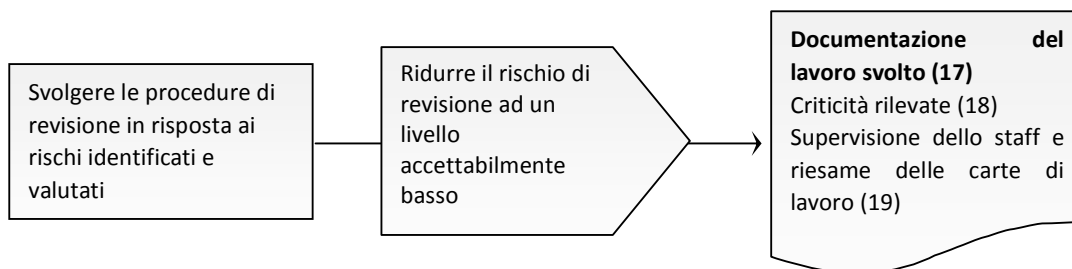 Svolgere le procedure di
revisione in risposta ai
rischi identificati e
valutati
Ridurre il rischio di
revisione ad un
livello
accettabilmente
basso
Documentazione del
lavoro svolto (17)
Criticità rilevate (18)
Supervisione dello staff e
riesame delle carte di
lavoro (19)